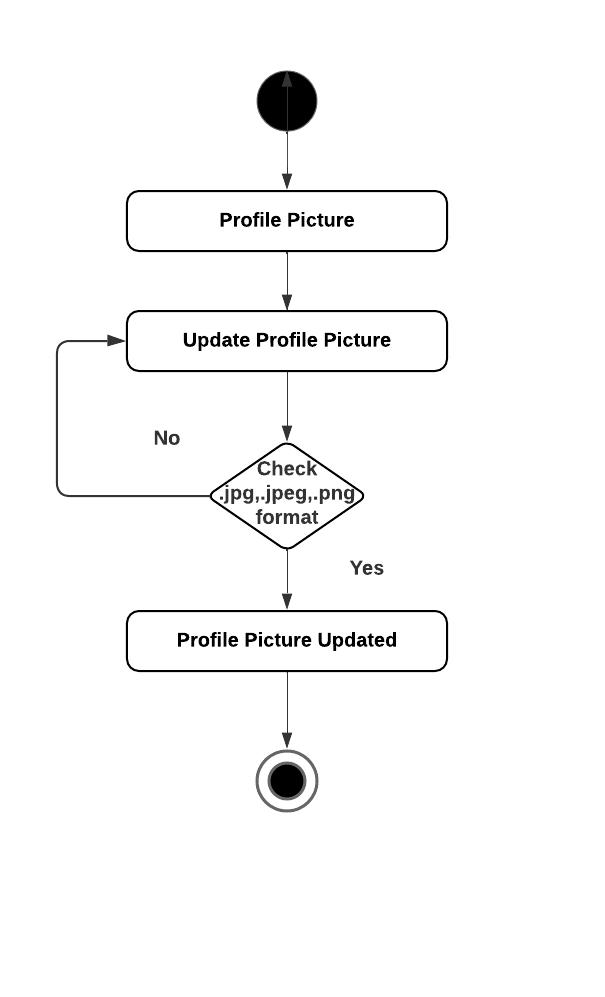 Profile Picture
Update Profile Picture
No
Check
.jpg,.jpeg,.png
format
Yes
Profile Picture Updated